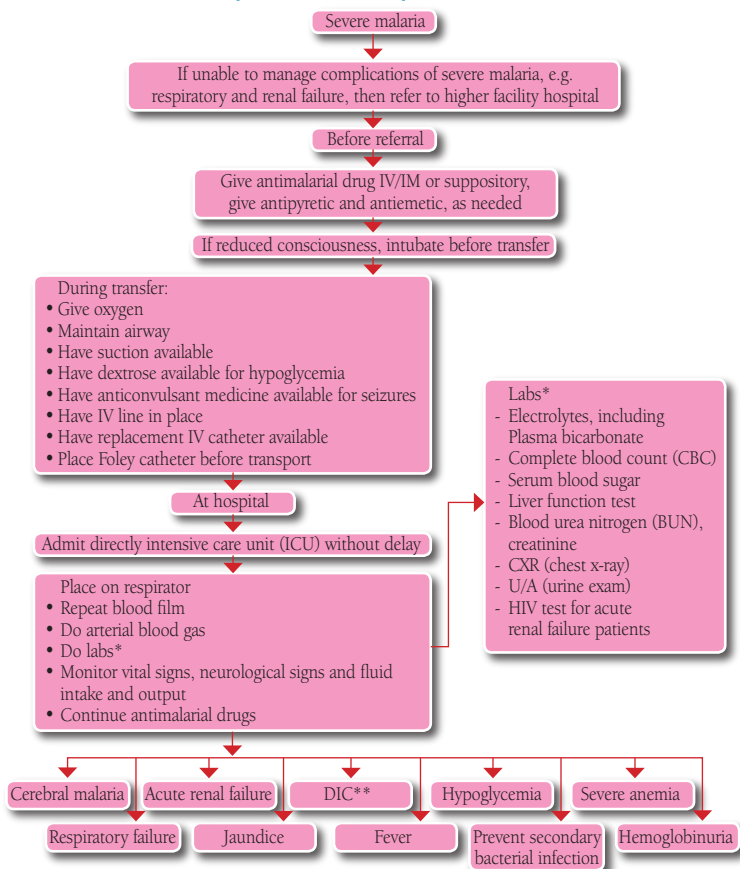 Severe malaria
If unable to manage complications of severe malaria, e.g.
respiratory and renal failure, then refer to higher facility hospital
Before referral
Give antimalarial drug IV/IM or suppository,
give antipyretic and antiemetic, as needed
If reduced consciousness, intubate before transfer
During transfer:
• Give oxygen
• Maintain airway
• Have suction available
• Have dextrose available for hypoglycemia
• Have anticonvulsant medicine available for seizures
• Have IV line in place
• Have replacement IV catheter available
• Place Foley catheter before transport
At hospital
Admit directly intensive care unit (ICU) without delay
Place on respirator
• Repeat blood film
• Do arterial blood gas
• Do labs*
• Monitor vital signs, neurological signs and fluid
intake and output
• Continue antimalarial drugs
Labs*
- Electrolytes, including
Plasma bicarbonate
- Complete blood count (CBC)
- Serum blood sugar
- Liver function test
- Blood urea nitrogen (BUN),
creatinine
- CXR (chest x-ray)
- U/A (urine exam)
- HIV test for acute
renal failure patients
Cerebral malaria
Acute renal failure
DIC**
Hypoglycemia
Severe anemia
Respiratory failure
Jaundice
Fever
Prevent secondary
bacterial infection
Hemoglobinuria